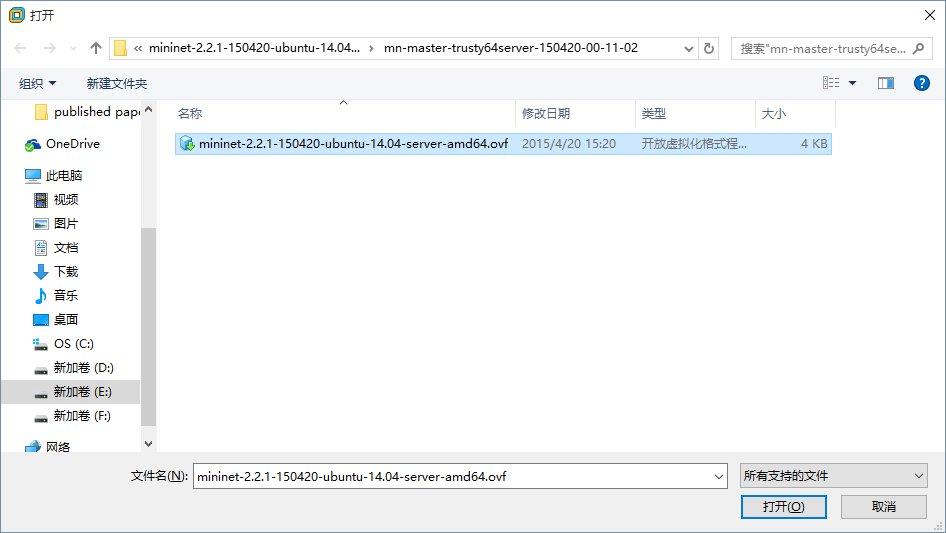 打开
« mininet-2.2.1-150420-ubuntu-14.04... › mn-master-trusty64server-150420-00-11-02
搜索"mn-master-trusty64se...
组织 新建文件夹
名称 修改日期 类型 大小
mininet-2.2.1-150420-ubuntu-14.04-server-amd64.ovf 2015/4/20 15:20 开放虚拟化格式程... 4 KB
published pape
OneDrive
此电脑
视频
图片
文档
下载
音乐
桌面
OS (C:)
新加卷 (D:)
新加卷 (E:)
新加卷 (F:)
网络
文件名(N): mininet-2.2.1-150420-ubuntu-14.04-server-amd64.ovf 所有支持的文件
打开(O) 取消